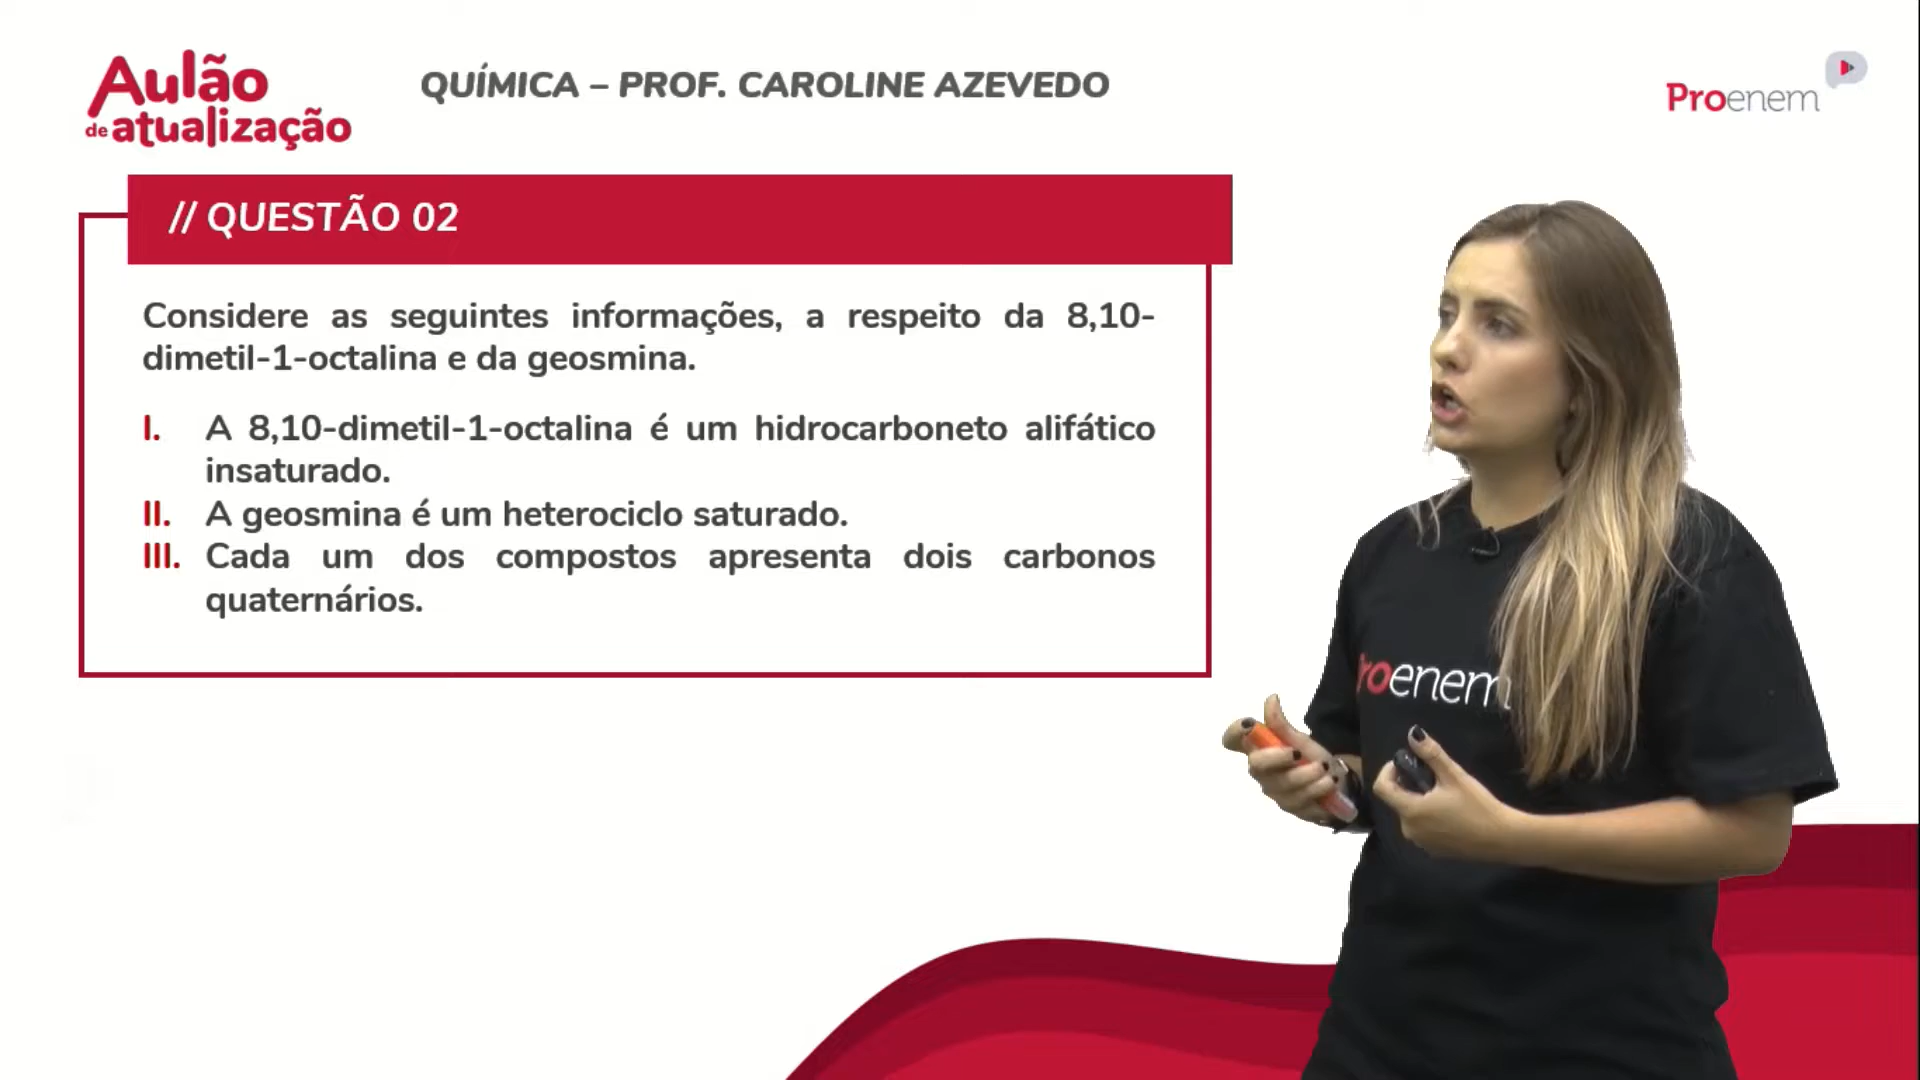 Aulão
de atualização
QUÍMICA – PROF. CAROLINE AZEVEDO
Proenem
// QUESTÃO 02
Considere as seguintes informações, a respeito da 8,10-
dimetil-1-octalina e da geosmina.
I. A 8,10-dimetil-1-octalina é um hidrocarboneto alifático
insaturado.
II. A geosmina é um heterociclo saturado.
III. Cada um dos compostos apresenta dois carbonos
quaternários.
roenem